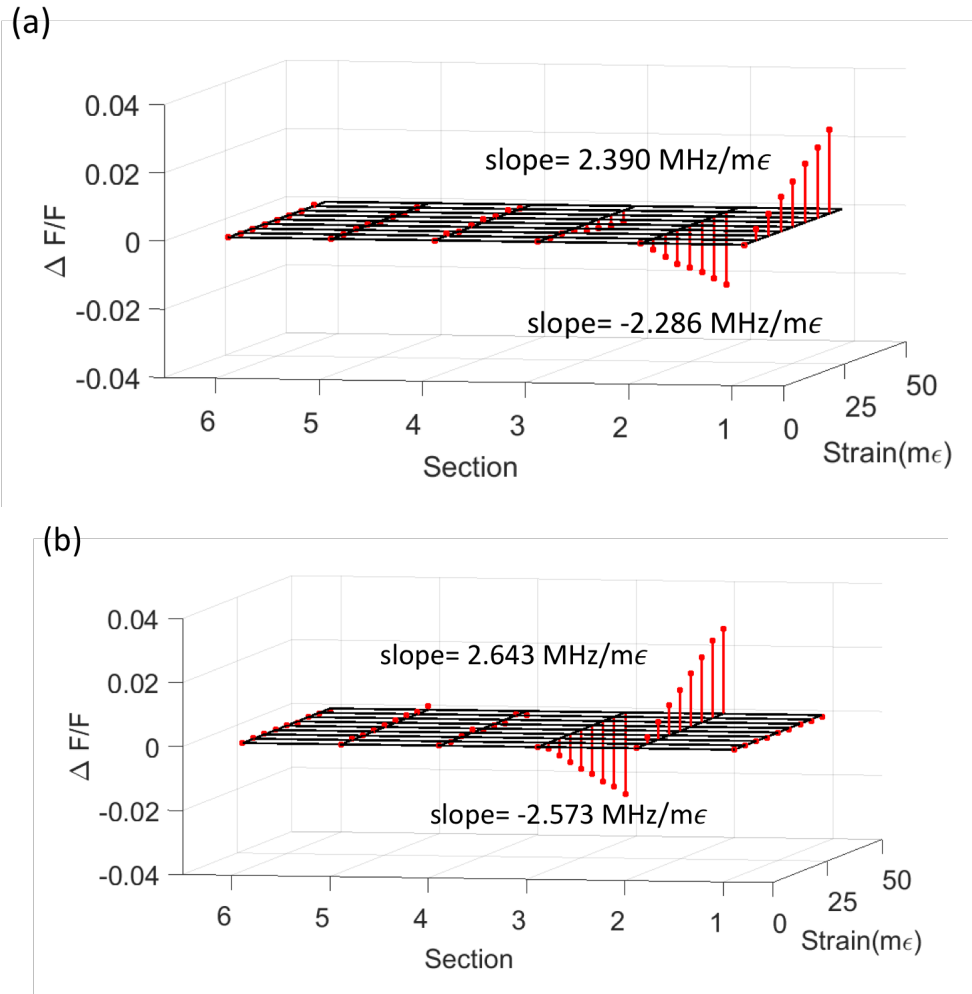 (a)
0.04
0.02
0
-0.02
-0.04
Δ F/F
slope= 2.390 MHz/mϵ
slope= -2.286 MHz/mϵ
6
5
4
3
2
1
0
25
50
Section
Strain(mϵ)
(b)
0.04
0.02
0
-0.02
-0.04
Δ F/F
slope= 2.643 MHz/mϵ
slope= -2.573 MHz/mϵ
6
5
4
3
2
1
0
25
50
Section
Strain(mϵ)